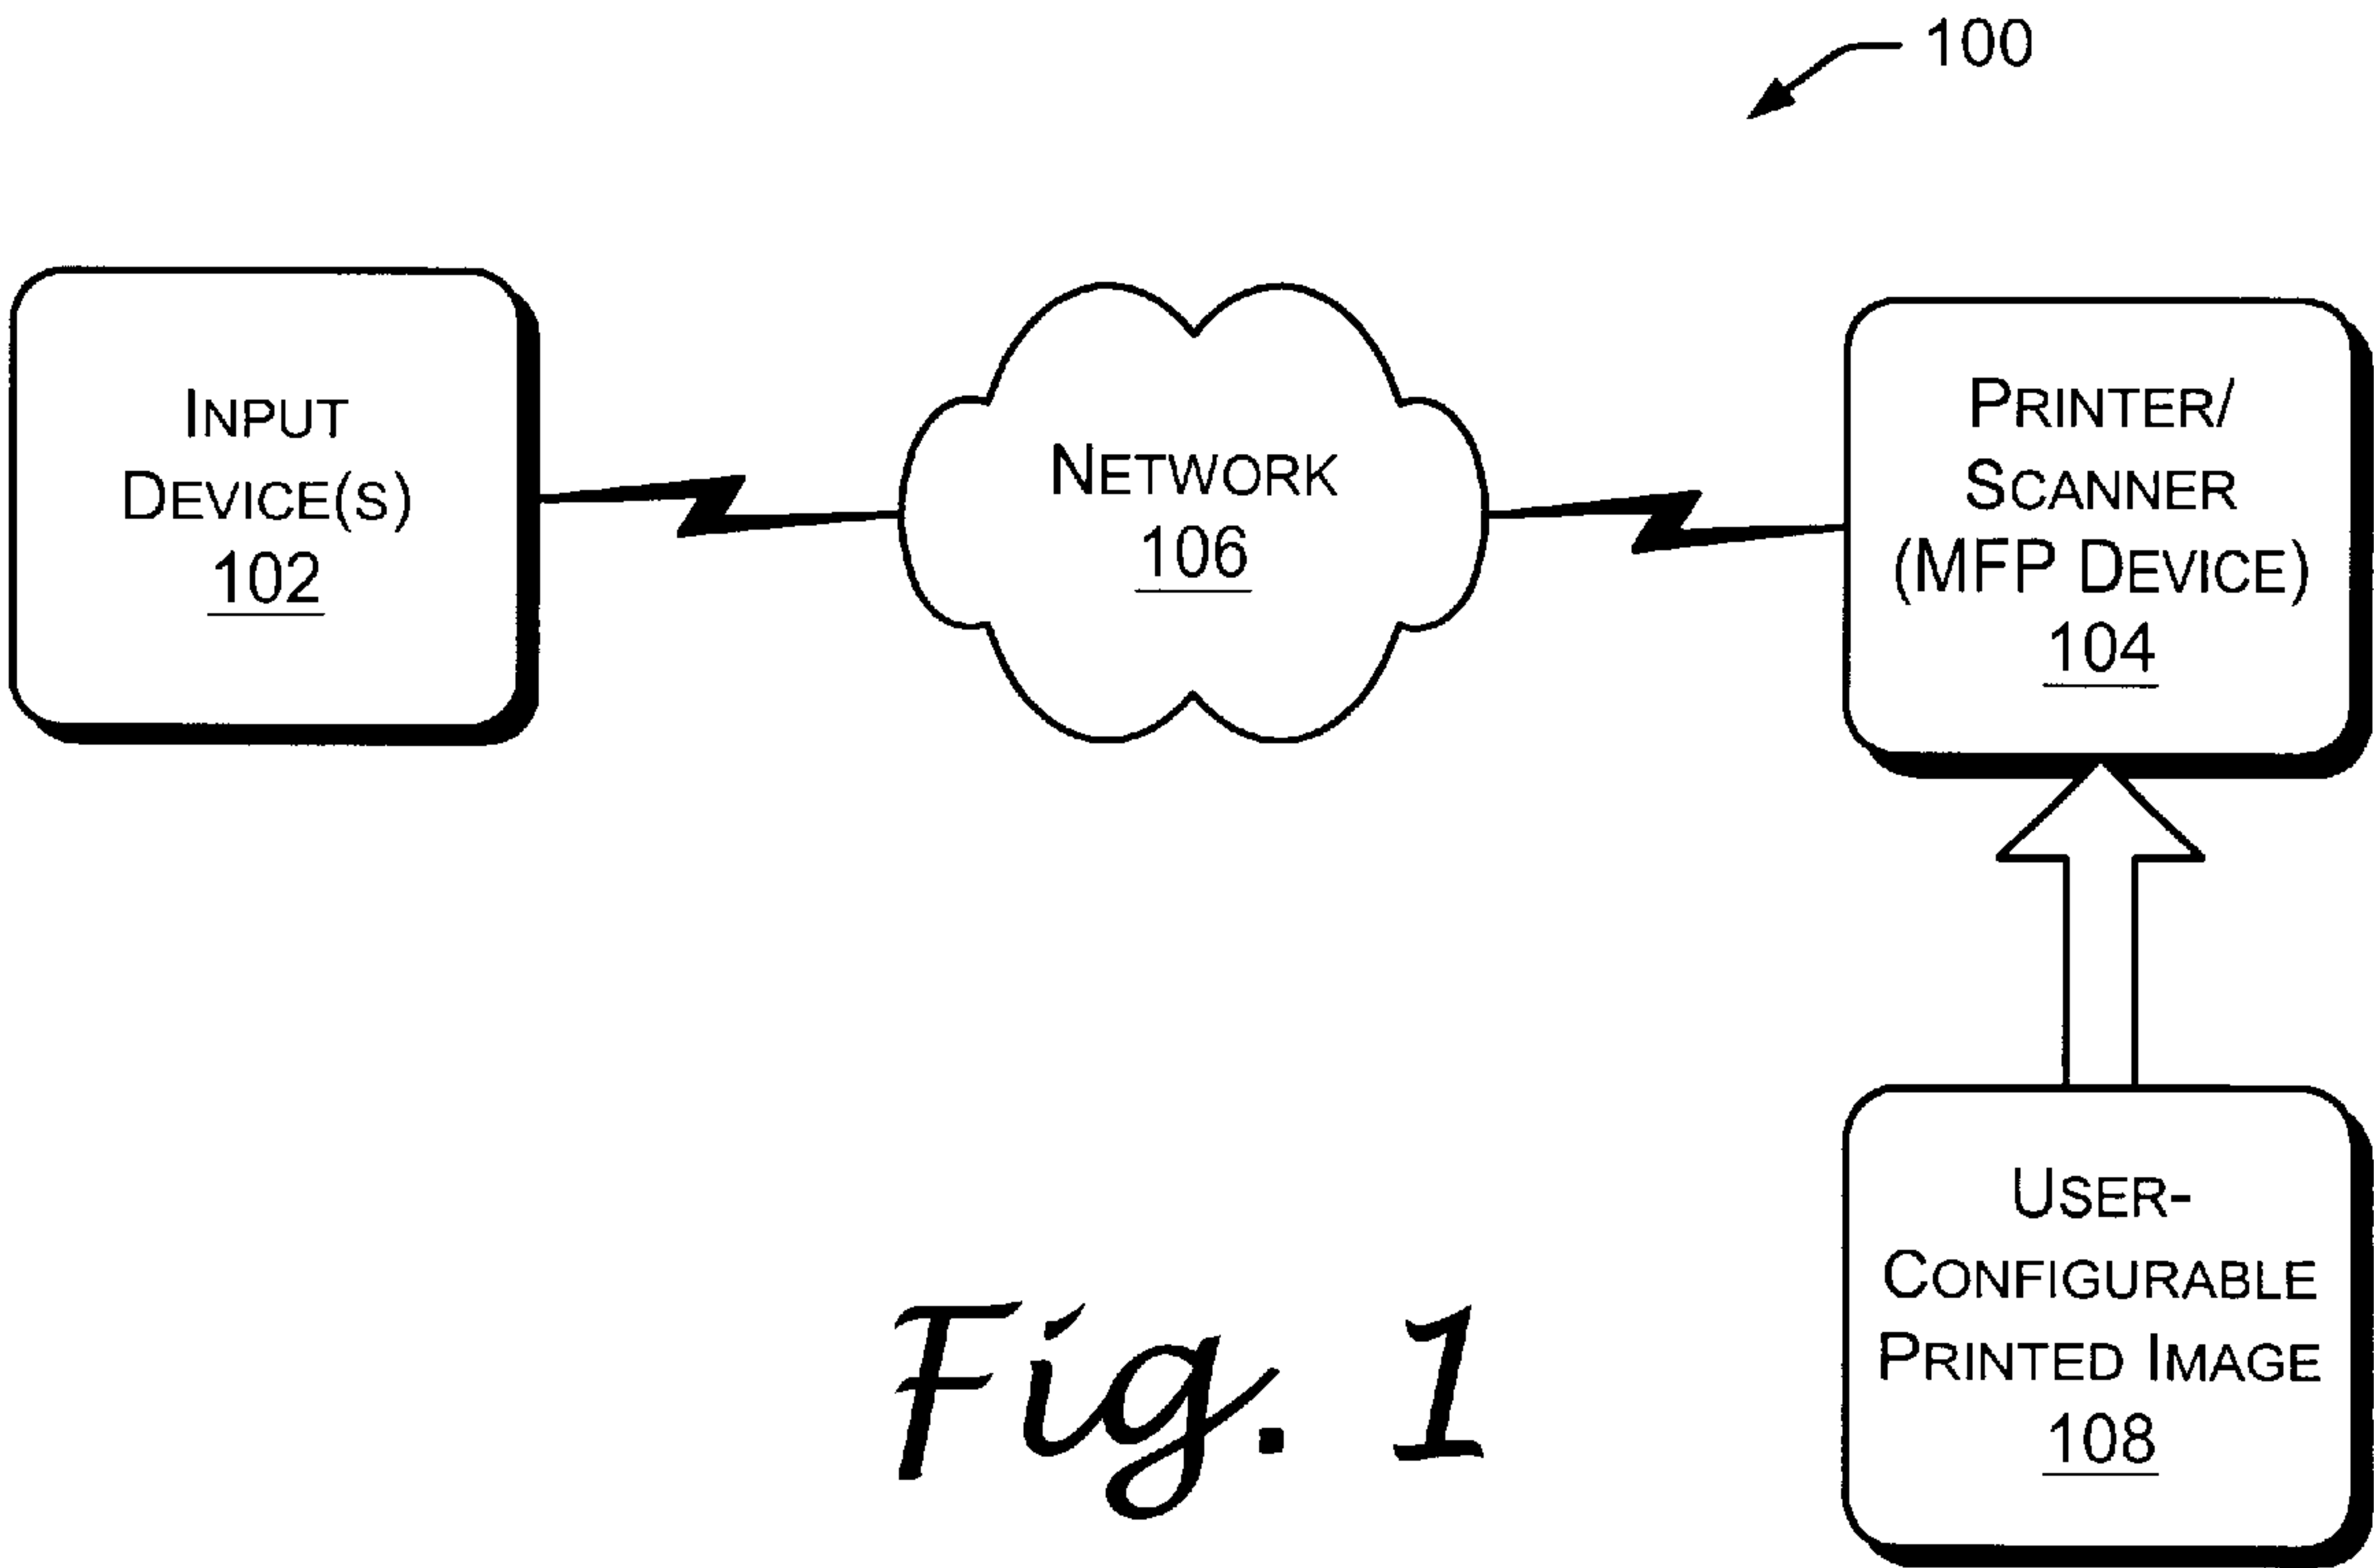 100
INPUT
DEVICE(S)
102
NETWORK
106
PRINTER/
SCANNER
(MFP DEVICE)
104
USER-
CONFIGURABLE
PRINTED IMAGE
108
Fig. 1